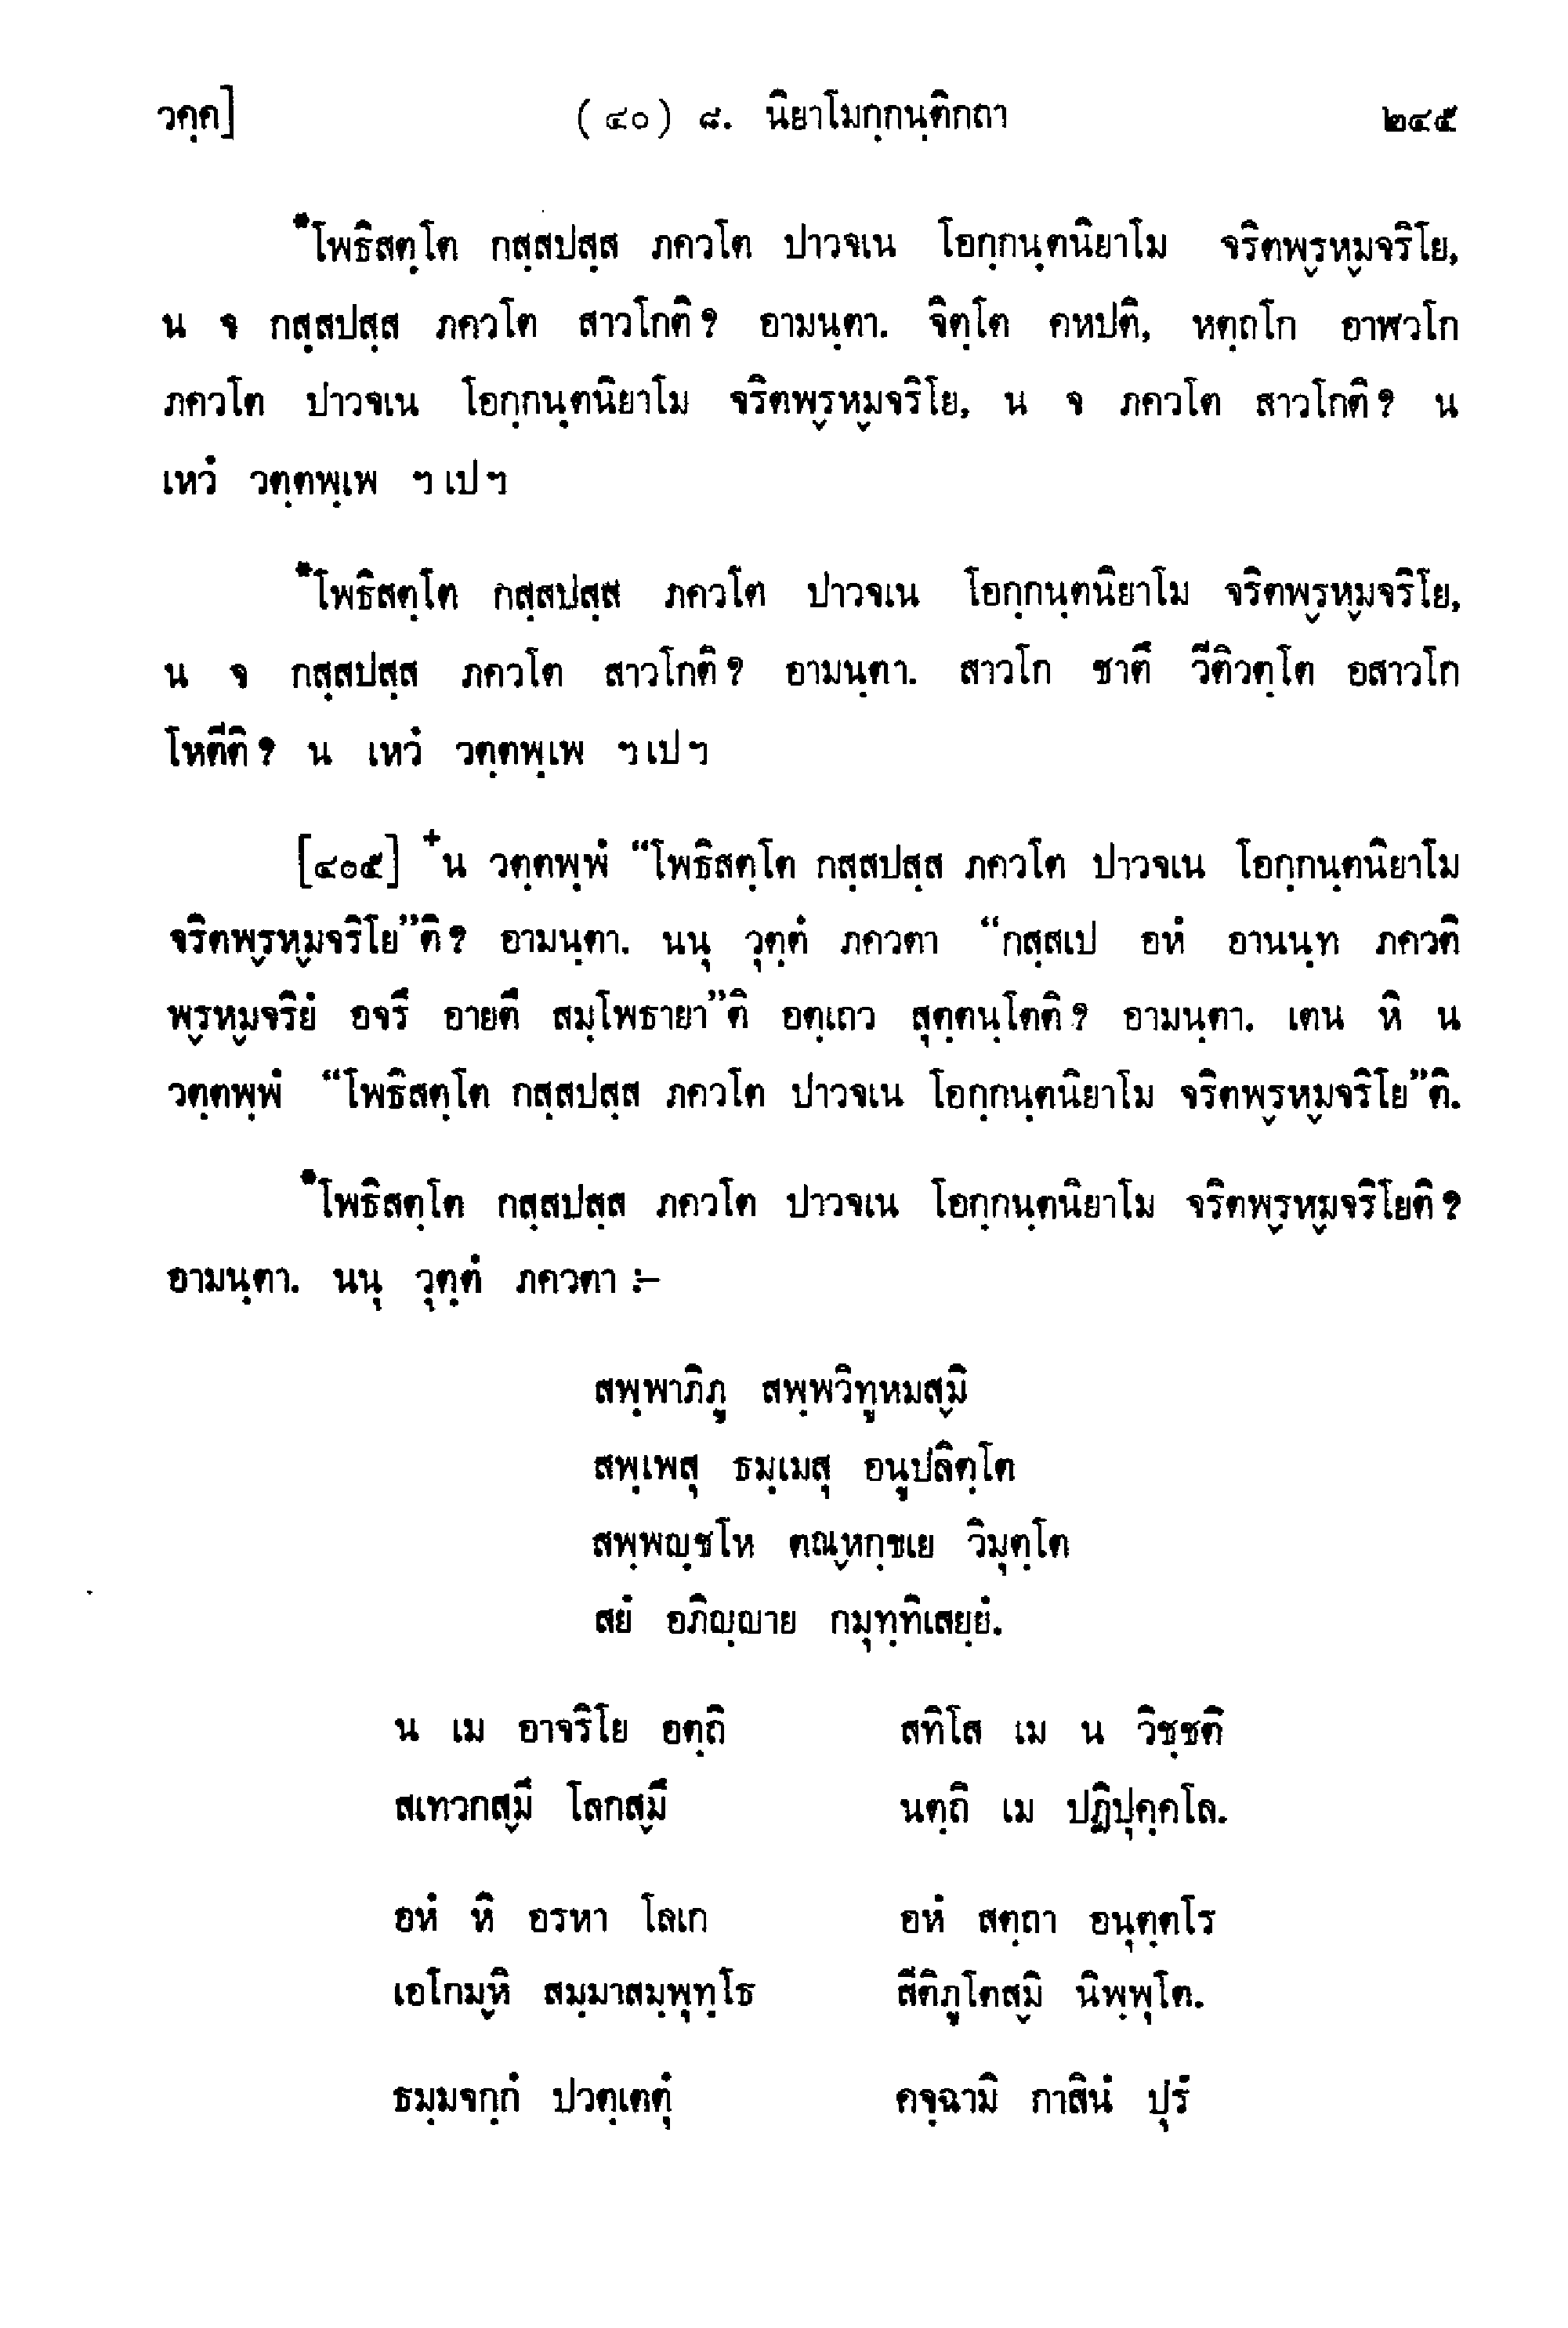 วคฺค] (๔๐) ๘. นิยาโมกฺกนฺติกถา ๒๔๕
*โพธิสตฺโต กสฺสปสฺส ภควโต ปาวจเน โอกฺกนฺตนิยาโม จริตพฺรหฺมจริโย,
น จ กสฺสปสฺส ภควโต สาวโกติ? อามนฺตา. จิตฺโต คหปติ, หตฺถโก อาฬวโก
ภควโต ปาวจเน โอกฺกนฺตนิยาโม จริตพฺรหฺมจริโย, น จ ภควโต สาวโกติ? น
เหวํ วตฺตพฺเพ ฯเปฯ
*โพธิสตฺโต กสฺสปสฺส ภควโต ปาวจเน โอกฺกนฺตนิยาโม จริตพฺรหฺมจริโย,
น จ กสฺสปสฺส ภควโต สาวโกติ? อามนฺตา. สาวโก ชาตึ วีติวตฺโต อสาวโก
โหตีติ? น เหวํ วตฺตพฺเพ ฯเปฯ
[๔๐๕] +น วตฺตพฺพํ “โพธิสตฺโต กสฺสปสฺส ภควโต ปาวจเน โอกฺกนฺตนิยาโม
จริตพฺรหฺมจริโย”ติ? อามนฺตา. นนุ วุตฺตํ ภควตา “กสฺสเป อหํ อานนฺท ภควติ
พฺรหฺมจริยํ อจรึ อายตึ สมฺโพธายา”ติ อตฺเถว สุตฺตนฺโตติ? อามนฺตา. เตน หิ น
วตฺตพฺพํ “โพธิสตฺโต กสฺสปสฺส ภควโต ปาวจเน โอกฺกนฺตนิยาโม จริตพฺรหฺมจริโย”ติ.
*โพธิสตฺโต กสฺสปสฺส ภควโต ปาวจเน โอกฺกนฺตนิยาโม จริตพฺรหฺมจริโยติ?
อามนฺตา. นนุ วุตฺตํ ภควตา :–
สพฺพาภิภู สพฺพวิทูหมสฺมิ
สพฺเพสุ ธมฺเมสุ อนูปลิตฺโต
สพฺพญฺชโห ตณฺหกฺขเย วิมุตฺโต
สยํ อภิญฺญาย กมุทฺทิเสยฺยํ.
น เม อาจริโย อตฺถิ สทิโส เม น วิชฺชติ
สเทวกสฺมึ โลกสฺมึ นตฺถิ เม ปฏิปุคฺคโล.
อหํ หิ อรหา โลเก อหํ สตฺถา อนุตฺตโร
เอโกมฺหิ สมฺมาสมฺพุทฺโธ สีติภูโตสฺมิ นิพฺพุโต.
ธมฺมจกฺกํ ปวตฺเตตุํ คจฺฉามิ กาสินํ ปุรํ